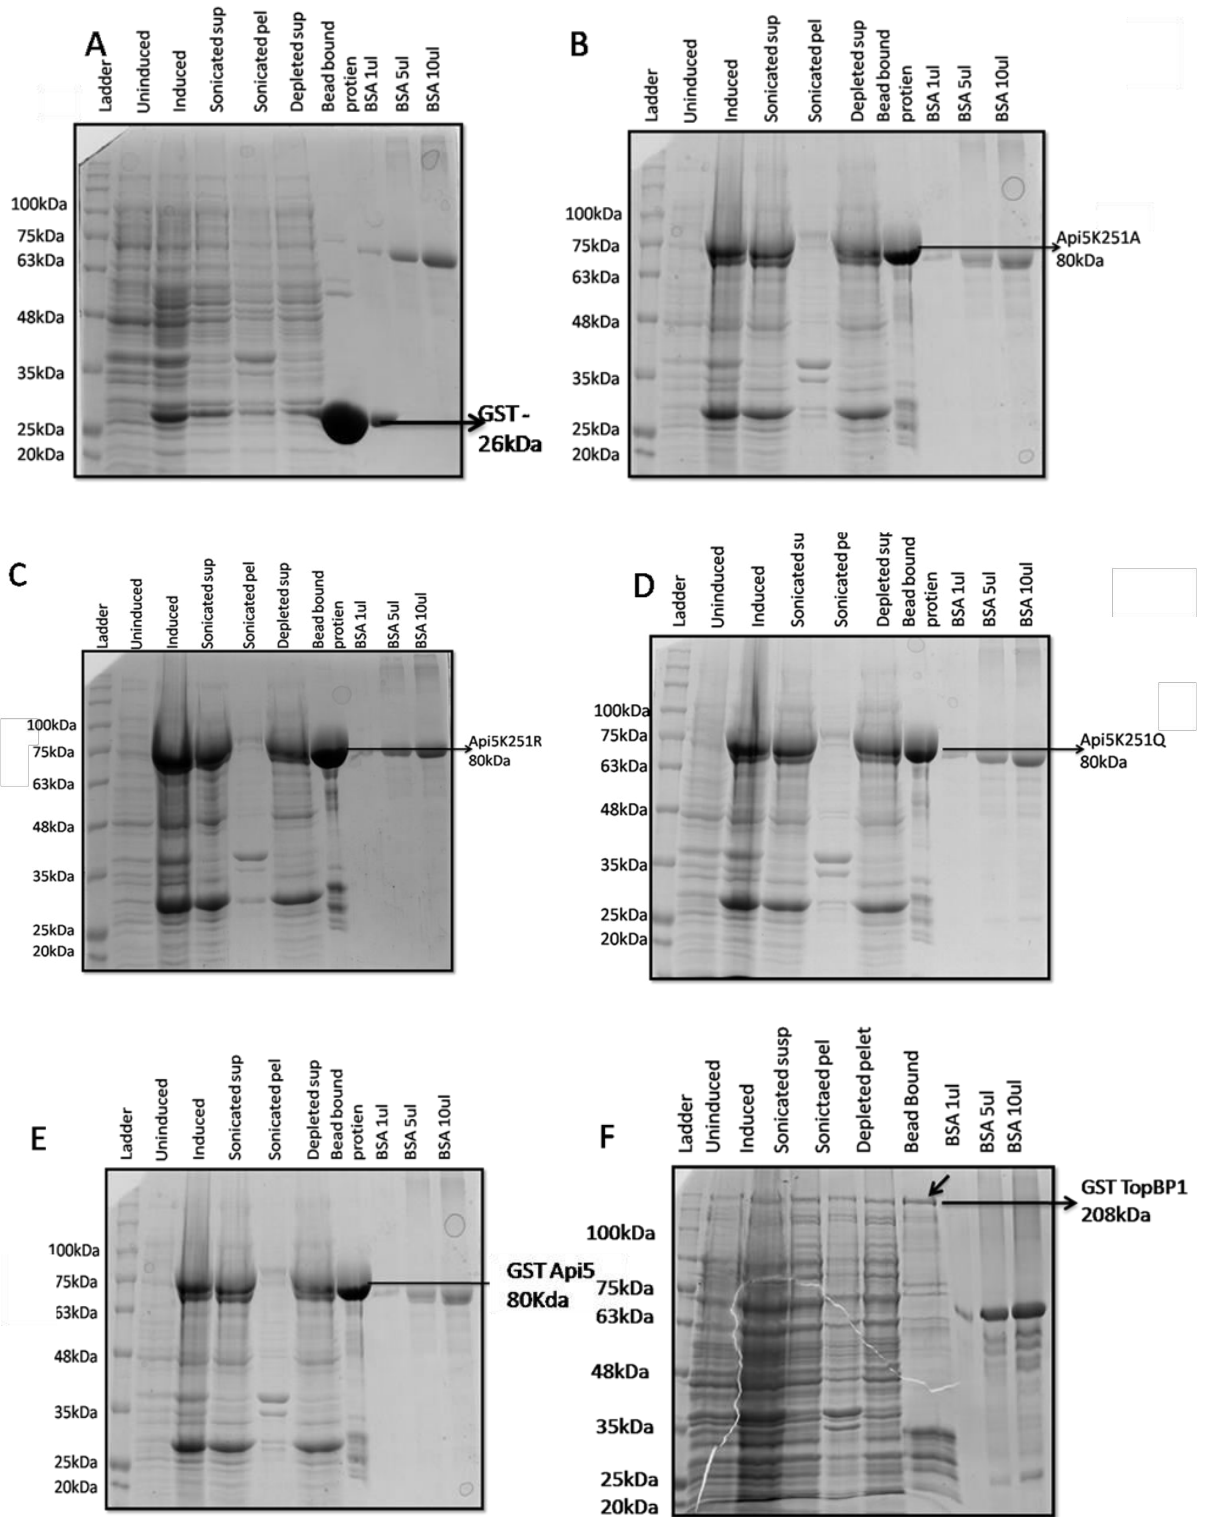 A
Ladder
Uninduced
Induced
Sonicated sup
Sonicated pel
Depleted sup
Bead bound
protien
BSA 1ul
BSA 5ul
BSA 10ul
100kDa
75kDa
63kDa
48kDa
35kDa
25kDa
20kDa
GST -
26kDa
B
Ladder
Uninduced
Induced
Sonicated sup
Sonicated pel
Depleted sup
Bead bound
protien
BSA 1ul
BSA 5ul
BSA 10ul
100kDa
75kDa
63kDa
48kDa
35kDa
25kDa
20kDa
Api5K251A
80kDa
C
Ladder
Uninduced
Induced
Sonicated sup
Sonicated pel
Depleted sup
Bead bound
protien
BSA 1ul
BSA 5ul
BSA 10ul
100kDa
75kDa
63kDa
48kDa
35kDa
25kDa
20kDa
Api5K251R
80kDa
D
Ladder
Uninduced
Induced
Sonicated su
Sonicated pe
Depleted sup
Bead bound
protien
BSA 1ul
BSA 5ul
BSA 10ul
100kDa
75kDa
63kDa
48kDa
35kDa
25kDa
20kDa
Api5K251Q
80kDa
E
Ladder
Uninduced
Induced
Sonicated sup
Sonicated pel
Depleted sup
Bead bound
protien
BSA 1ul
BSA 5ul
BSA 10ul
100kDa
75kDa
63kDa
48kDa
35kDa
25kDa
20kDa
GST Api5
80Kda
F
Ladder
Uninduced
Induced
Sonicated susp
Sonictaed pel
Depleted pelet
Bead Bound
BSA 1ul
BSA 5ul
BSA 10ul
100kDa
75kDa
63kDa
48kDa
35kDa
25kDa
20kDa
GST TopBP1
208kDa